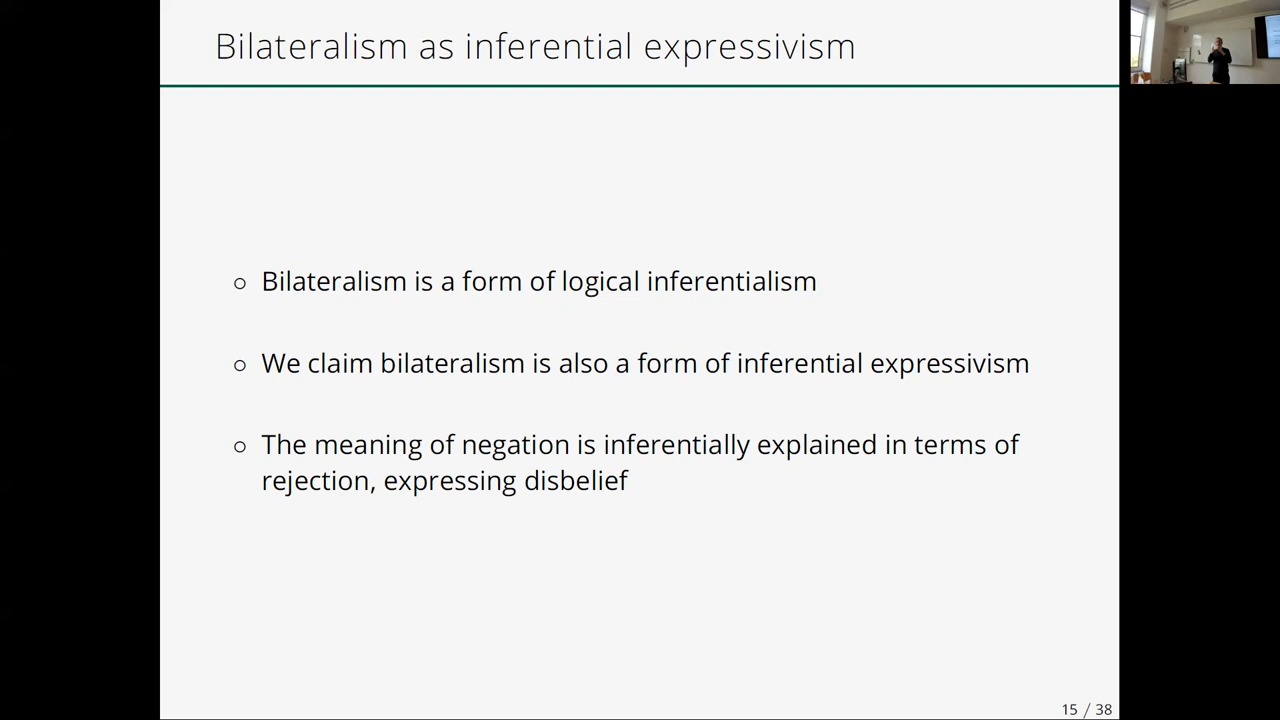 Bilateralism as inferential expressivism
○ Bilateralism is a form of logical inferentialism
○ We claim bilateralism is also a form of inferential expressivism
○ The meaning of negation is inferentially explained in terms of
rejection, expressing disbelief
15 / 38